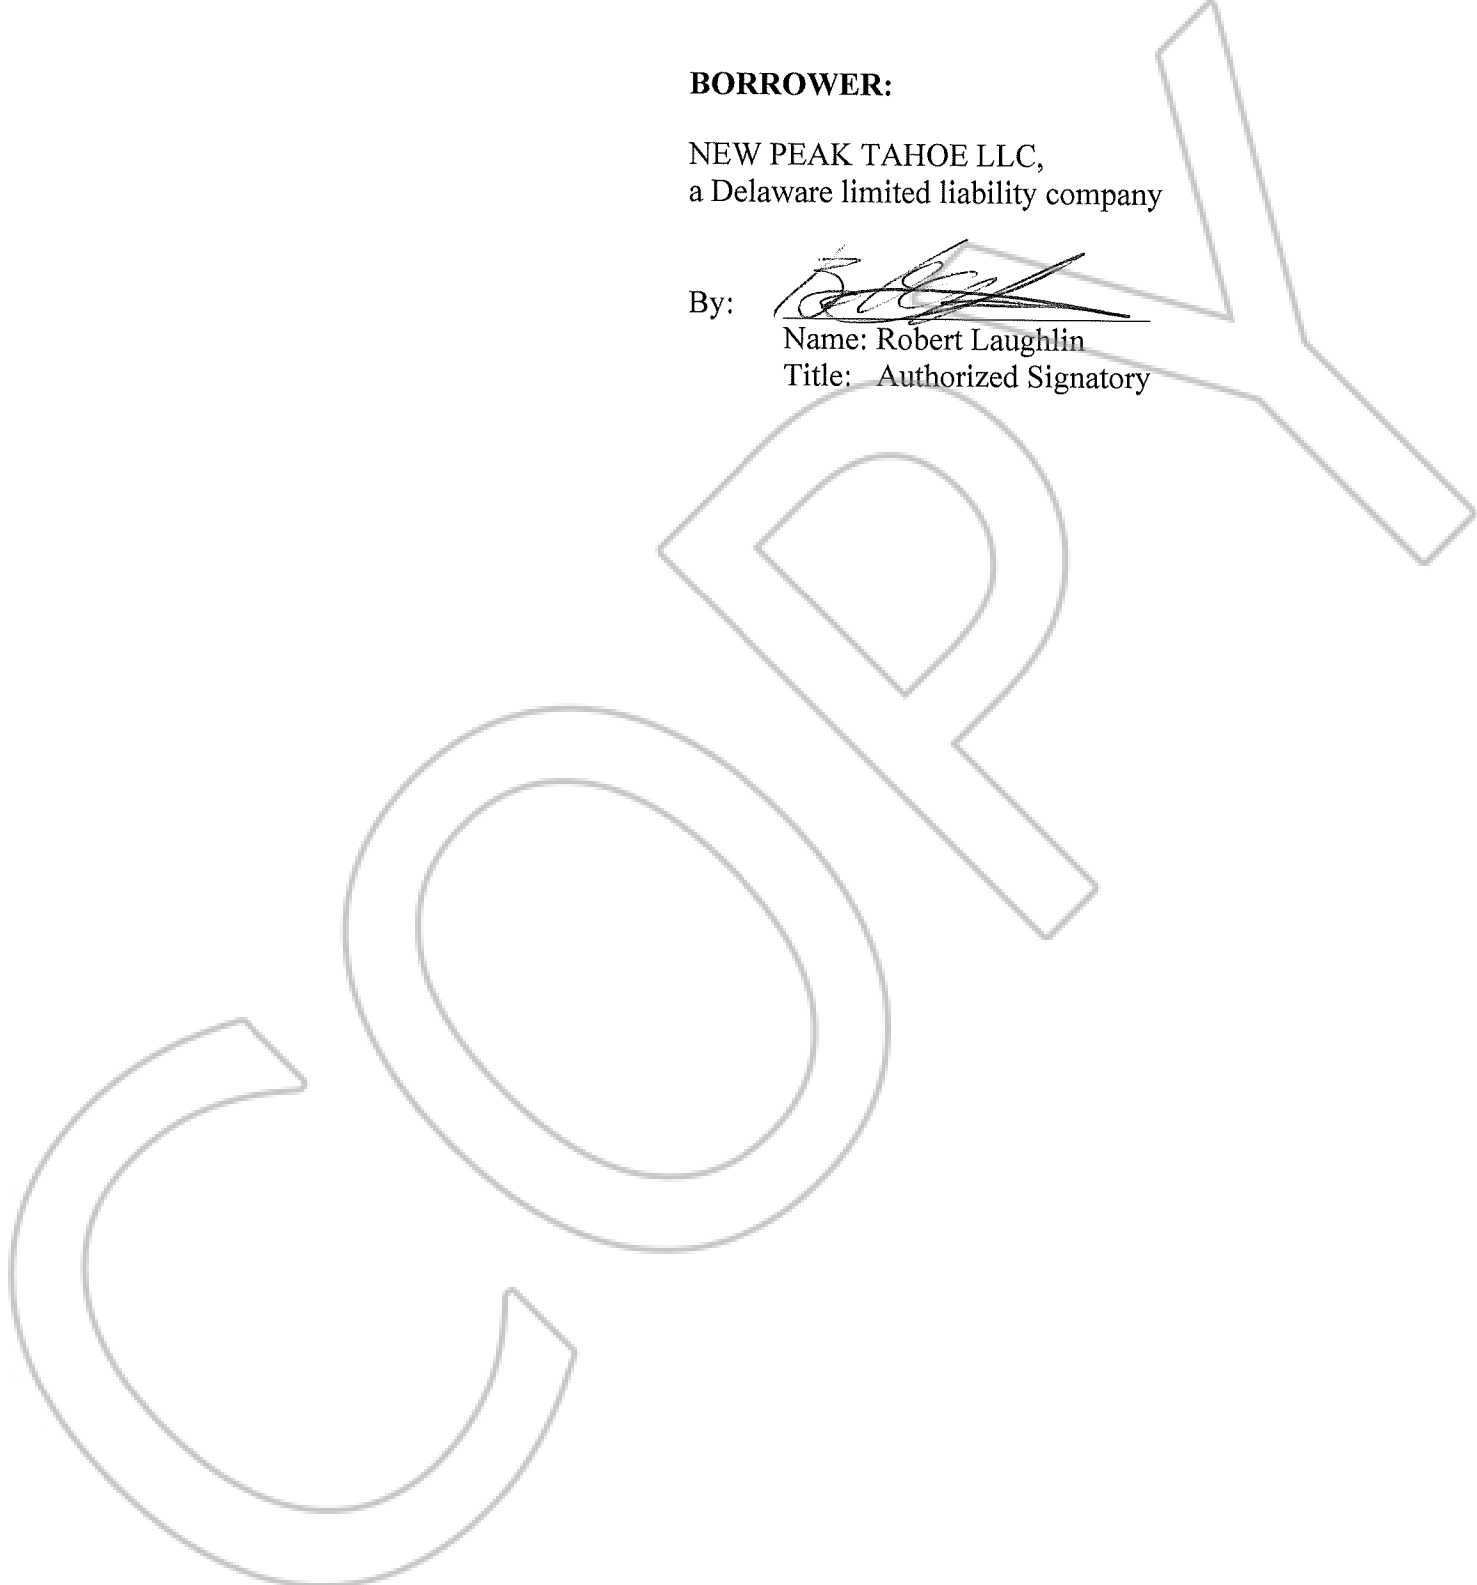 BORROWER:
NEW PEAK TAHOE LLC,
a Delaware limited liability company
By:
Name: Robert Laughlin
Title: Authorized Signatory
COPY